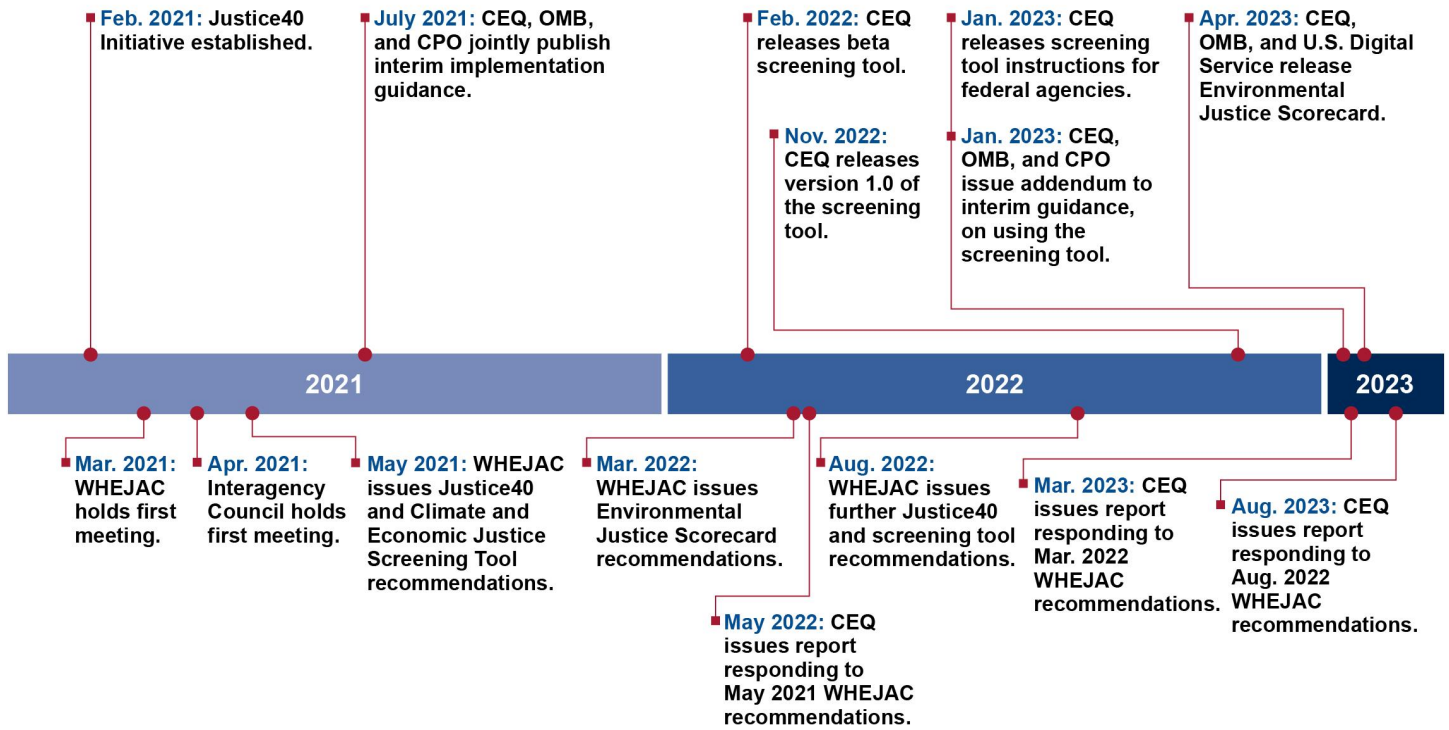 Feb. 2021: Justice40
Initiative established.
July 2021: CEQ, OMB,
and CPO jointly publish
interim implementation
guidance.
Feb. 2022: CEQ
releases beta
screening tool.
Nov. 2022:
CEQ releases
version 1.0 of
the screening
tool.
Jan. 2023: CEQ
releases screening
tool instructions for
federal agencies.
Jan. 2023: CEQ,
OMB, and CPO
issue addendum to
interim guidance,
on using the
screening tool.
Apr. 2023: CEQ,
OMB, and U.S. Digital
Service release
Environmental
Justice Scorecard.
2021
2022
2023
Mar. 2021:
WHEJAC
holds first
meeting.
Apr. 2021:
Interagency
Council holds
first meeting.
May 2021: WHEJAC
issues Justice40
and Climate and
Economic Justice
Screening Tool
recommendations.
Mar. 2022:
WHEJAC issues
Environmental
Justice Scorecard
recommendations.
May 2022: CEQ
issues report
responding to
May 2021 WHEJAC
recommendations.
Aug. 2022:
WHEJAC issues
further Justice40
and screening tool
recommendations.
Mar. 2023: CEQ
issues report
responding to
Mar. 2022
WHEJAC
recommendations.
Aug. 2023: CEQ
issues report
responding to
Aug. 2022
WHEJAC
recommendations.